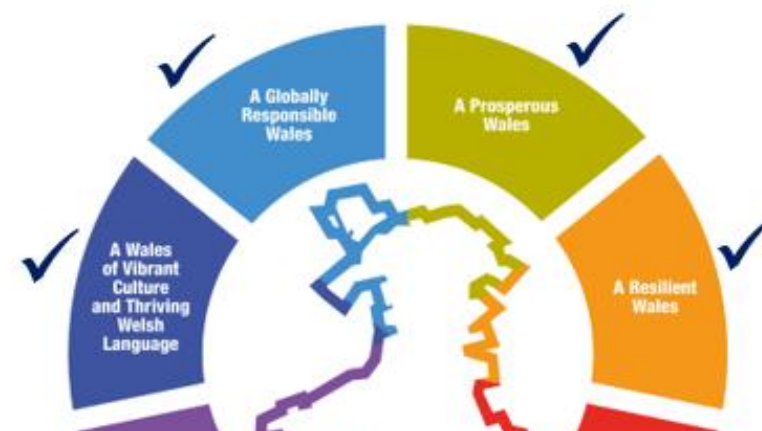 A Globally
Responsible
Wales
A Prosperous
Wales
A Wales
of Vibrant
Culture
and Thriving
Welsh
Language
A Resilient
Wales